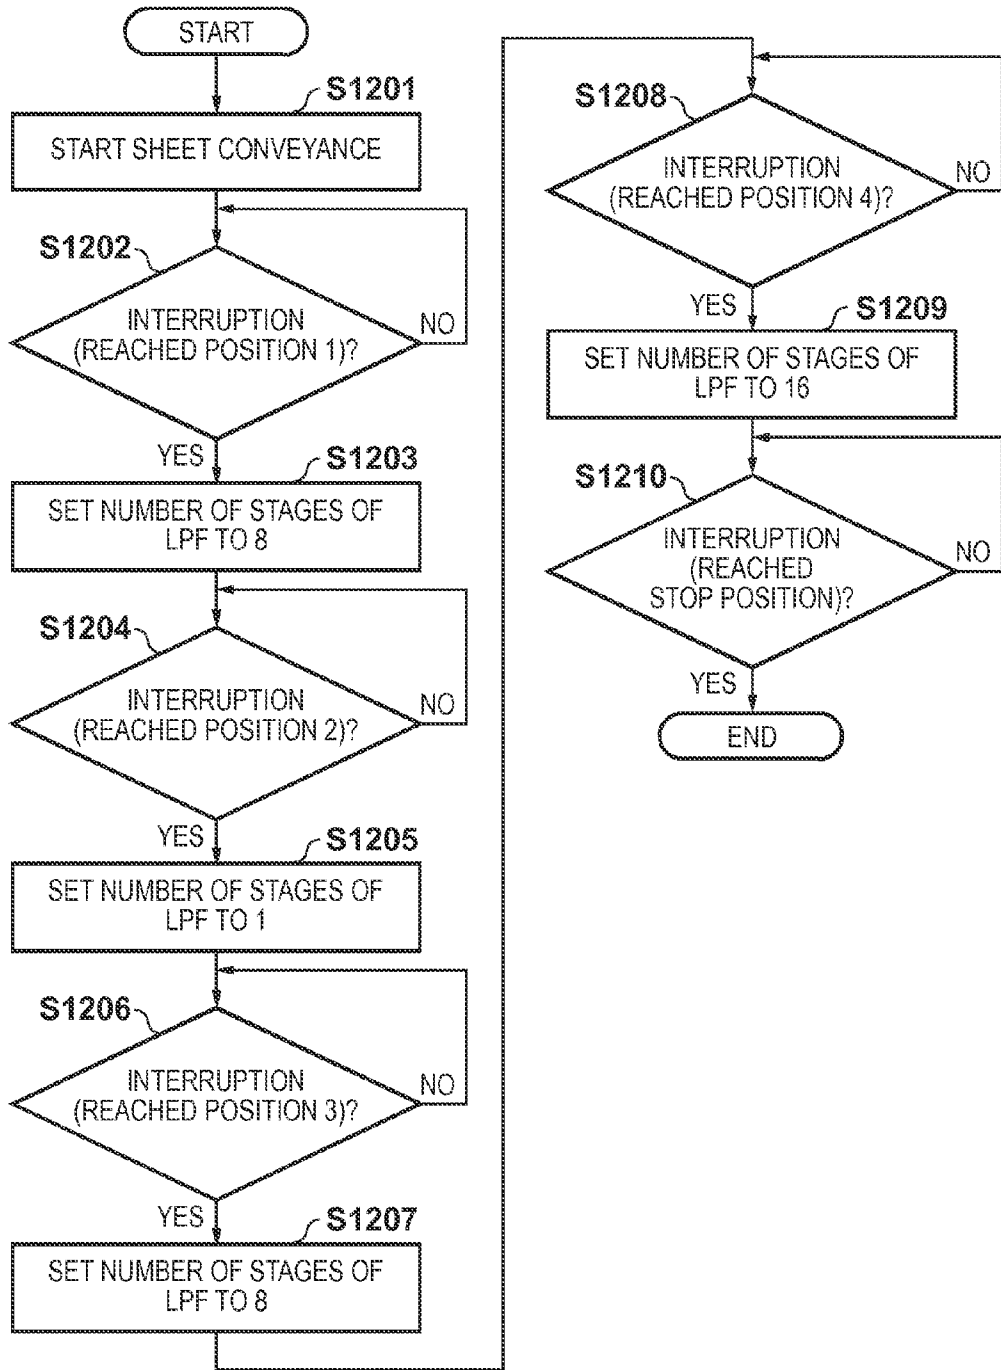 START
S1201
START SHEET CONVEYANCE
S1202
INTERRUPTION
(REACHED POSITION 1)?
NO
YES
S1203
SET NUMBER OF STAGES OF
LPF TO 8
S1204
INTERRUPTION
(REACHED POSITION 2)?
NO
YES
S1205
SET NUMBER OF STAGES OF
LPF TO 1
S1206
INTERRUPTION
(REACHED POSITION 3)?
NO
YES
S1207
SET NUMBER OF STAGES OF
LPF TO 8
S1208
INTERRUPTION
(REACHED POSITION 4)?
NO
YES
S1209
SET NUMBER OF STAGES OF
LPF TO 16
S1210
INTERRUPTION
(REACHED
STOP POSITION)?
NO
YES
END